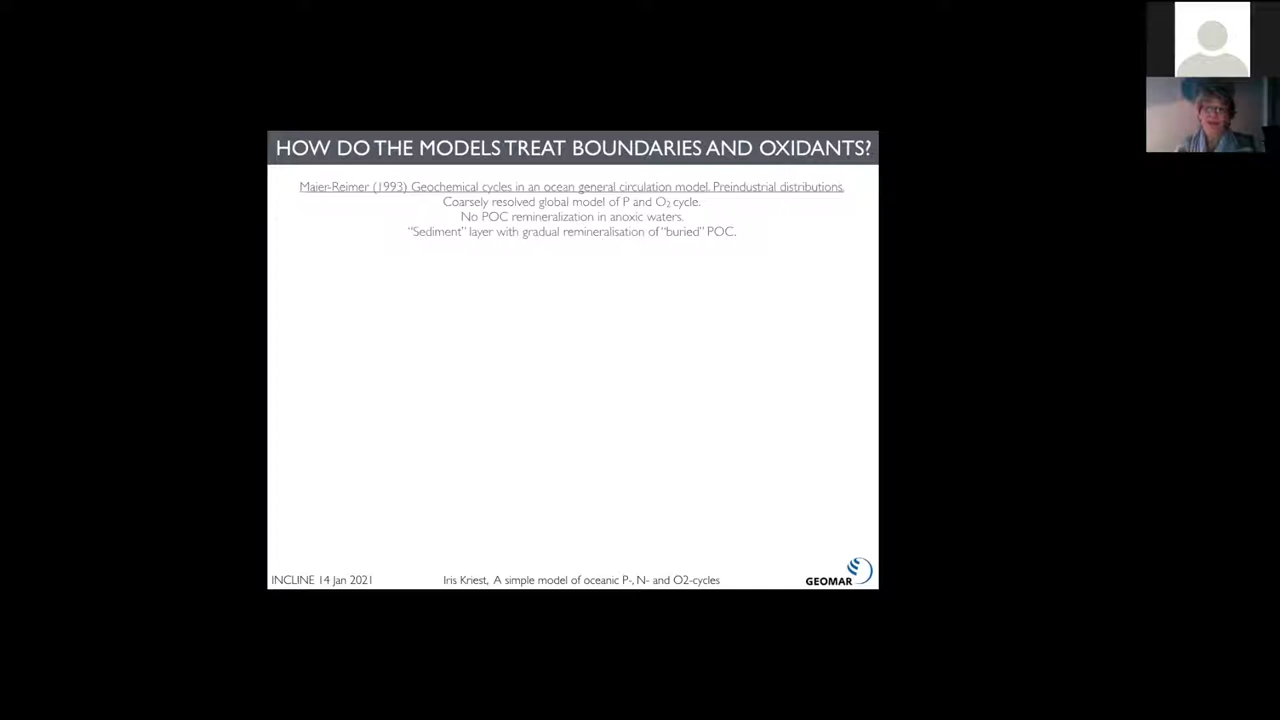 HOW DO THE MODELS TREAT BOUNDARIES AND OXIDANTS?
Maier-Reimer (1993) Geochemical cycles in an ocean general circulation model. Preindustrial distributions.
Coarsely resolved global model of P and O₂ cycle.
No POC remineralization in anoxic waters.
“Sediment” layer with gradual remineralisation of “buried” POC.
INCLINE 14 Jan 2021
Iris Kriest, A simple model of oceanic P-, N- and O2-cycles
GEOMAR